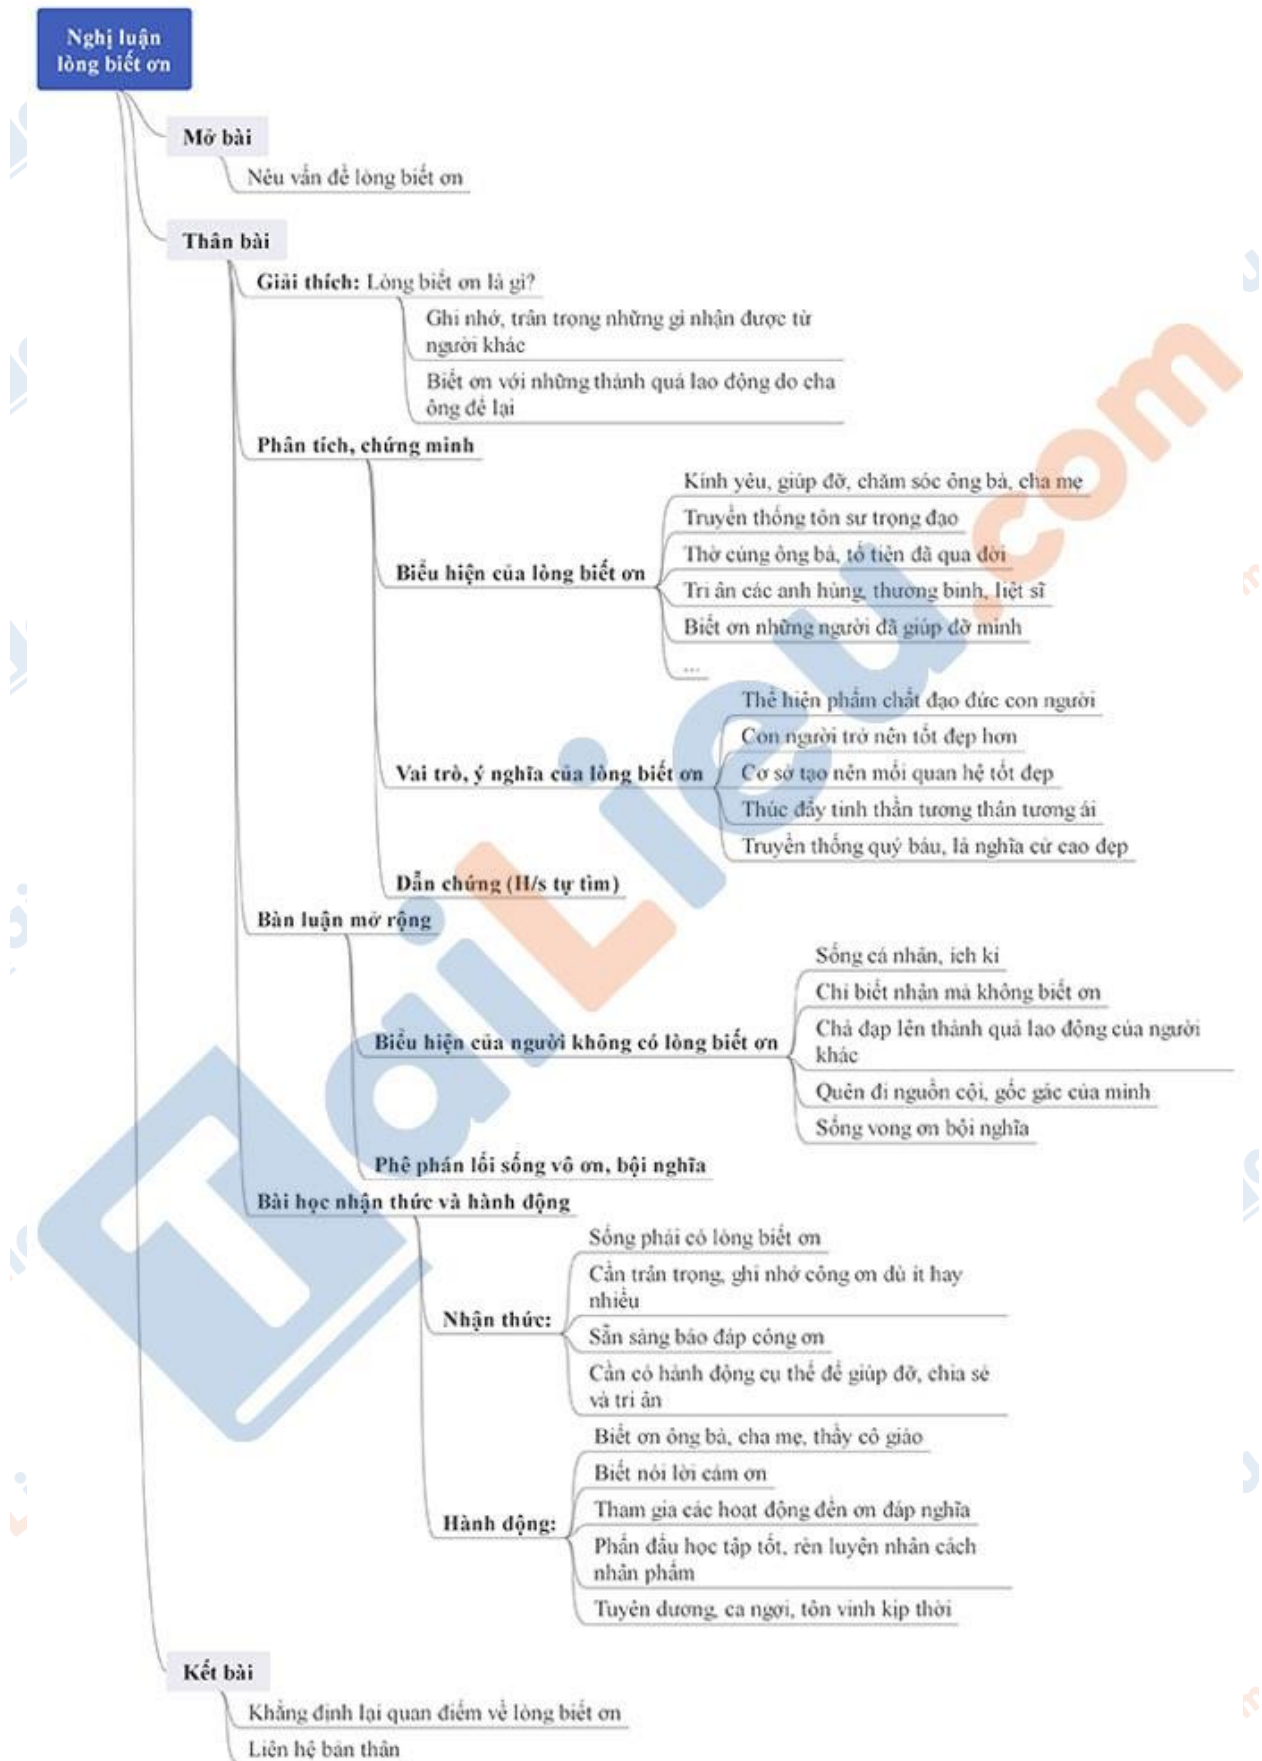 Nghị luận
lòng biết ơn
Mở bài
Nêu vấn đề lòng biết ơn
Thân bài
Giải thích: Lòng biết ơn là gì?
Ghi nhớ, trân trọng những gì nhận được từ
người khác
Biết ơn với những thành quả lao động do cha
ông để lại
Phân tích, chứng minh
Biểu hiện của lòng biết ơn
Kính yêu, giúp đỡ, chăm sóc ông bà, cha mẹ
Truyền thống tôn sư trọng đạo
Thờ cúng ông bà, tổ tiên đã qua đời
Tri ân các anh hùng, thương binh, liệt sĩ
Biết ơn những người đã giúp đỡ mình
...
Vai trò, ý nghĩa của lòng biết ơn
Thể hiện phẩm chất đạo đức con người
Con người trở nên tốt đẹp hơn
Cơ sở tạo nên mối quan hệ tốt đẹp
Thúc đẩy tinh thần tương thân tương ái
Truyền thống quý báu, là nghĩa cử cao đẹp
Dẫn chứng (H/s tự tìm)
Bàn luận mở rộng
Biểu hiện của người không có lòng biết ơn
Sống cá nhân, ích kỉ
Chỉ biết nhận mà không biết ơn
Chà đạp lên thành quả lao động của người
khác
Quên đi nguồn cội, gốc gác của mình
Sống vong ơn bội nghĩa
Phê phán lối sống vô ơn, bội nghĩa
Bài học nhận thức và hành động
Nhận thức:
Sống phải có lòng biết ơn
Cần trân trọng, ghi nhớ công ơn dù ít hay
nhiều
Sẵn sàng báo đáp công ơn
Cần có hành động cụ thể để giúp đỡ, chia sẻ
và tri ân
Hành động:
Biết ơn ông bà, cha mẹ, thầy cô giáo
Biết nói lời cảm ơn
Tham gia các hoạt động đền ơn đáp nghĩa
Phấn đấu học tập tốt, rèn luyện nhân cách
nhân phẩm
Tuyên dương, ca ngợi, tôn vinh kịp thời
Kết bài
Khẳng định lại quan điểm về lòng biết ơn
Liên hệ bản thân
TaiLieu.com